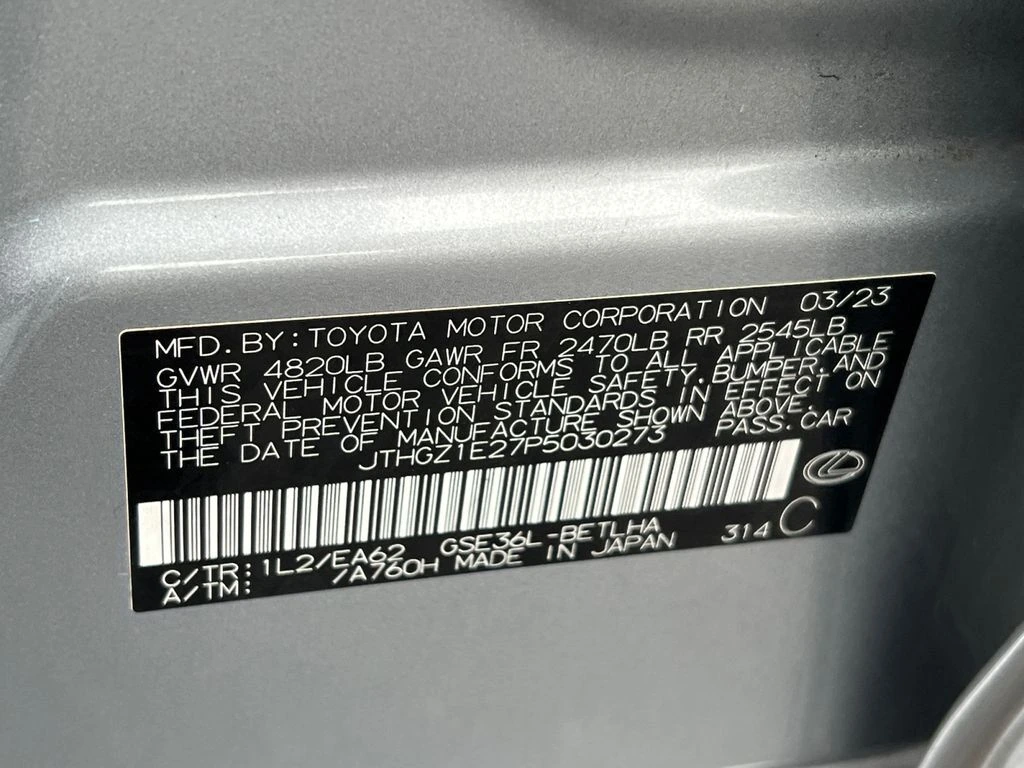 MFD.BY:TOYOTA MOTOR CORPORATION 03/23
GVWR 4820LB GAWR FR 2470LB RR 2545LB
THIS VEHICLE CONFORMS TO ALL APPLICABLE
FEDERAL MOTOR VEHICLE SAFETY,BUMPER,AND
THEFT PREVENTION STANDARDS IN EFFECT ON
THE DATE OF MANUFACTURE SHOWN ABOVE.
JTHGZ1E27P5030273 PASS.CAR
C/TR:1L2/EA62 GSE36L-BETLHA 314 C
A/TM: /A760H MADE IN JAPAN